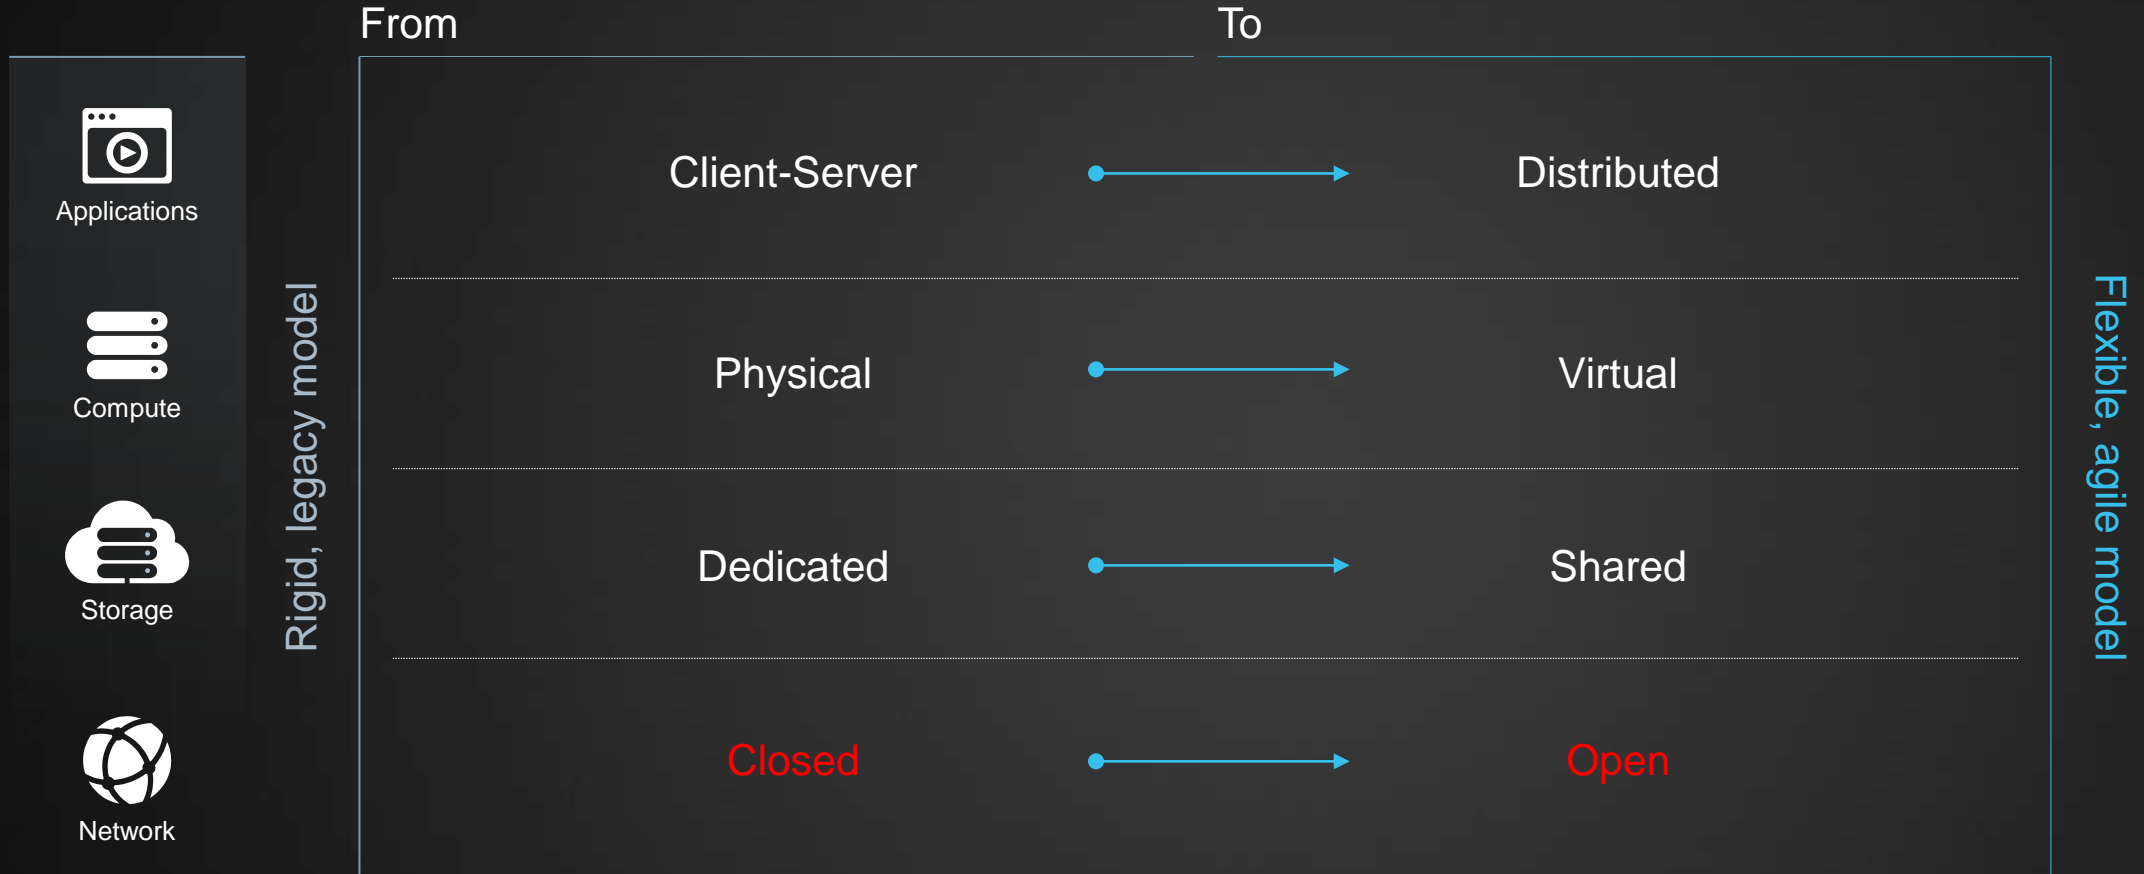 From
To
Applications
Client-Server
Distributed
Compute
Physical
Virtual
Rigid, legacy model
Flexible, agile model
Storage
Dedicated
Shared
Network
Closed
Open